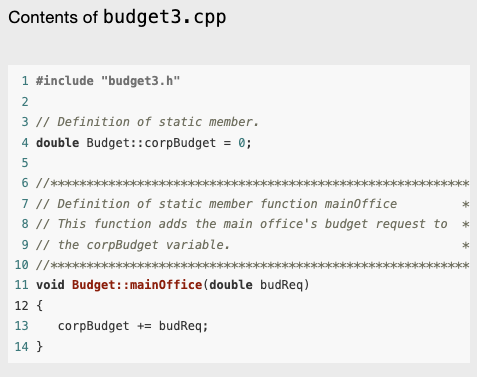 Contents of budget3.cpp
1 #include "budget3.h"
2
3 // Definition of static member.
4 double Budget::corpBudget = 0;
5
6 //**********************************************************
7 // Definition of static member function mainOffice         *
8 // This function adds the main office's budget request to  *
9 // the corpBudget variable.                                *
10 //**********************************************************
11 void Budget::mainOffice(double budReq)
12 {
13    corpBudget += budReq;
14 }